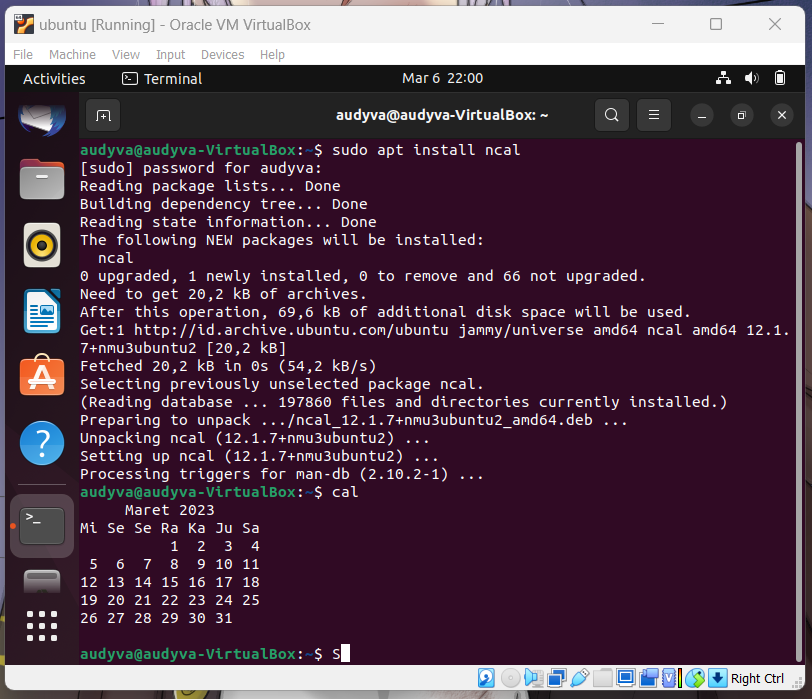 ubuntu [Running] - Oracle VM VirtualBox
File Machine View Input Devices Help
Activities Terminal Mar 6 22:00
audyva@audyva-VirtualBox: ~
audyva@audyva-VirtualBox:~$ sudo apt install ncal
[sudo] password for audyva:
Reading package lists... Done
Building dependency tree... Done
Reading state information... Done
The following NEW packages will be installed:
  ncal
0 upgraded, 1 newly installed, 0 to remove and 66 not upgraded.
Need to get 20,2 kB of archives.
After this operation, 69,6 kB of additional disk space will be used.
Get:1 http://id.archive.ubuntu.com/ubuntu jammy/universe amd64 ncal amd64 12.1.
7+nmu3ubuntu2 [20,2 kB]
Fetched 20,2 kB in 0s (54,2 kB/s)
Selecting previously unselected package ncal.
(Reading database ... 197860 files and directories currently installed.)
Preparing to unpack .../ncal_12.1.7+nmu3ubuntu2_amd64.deb ...
Unpacking ncal (12.1.7+nmu3ubuntu2) ...
Setting up ncal (12.1.7+nmu3ubuntu2) ...
Processing triggers for man-db (2.10.2-1) ...
audyva@audyva-VirtualBox:~$ cal
     Maret 2023
Mi Se Se Ra Ka Ju Sa
          1  2  3  4
 5  6  7  8  9 10 11
12 13 14 15 16 17 18
19 20 21 22 23 24 25
26 27 28 29 30 31
audyva@audyva-VirtualBox:~$ S
Right Ctrl